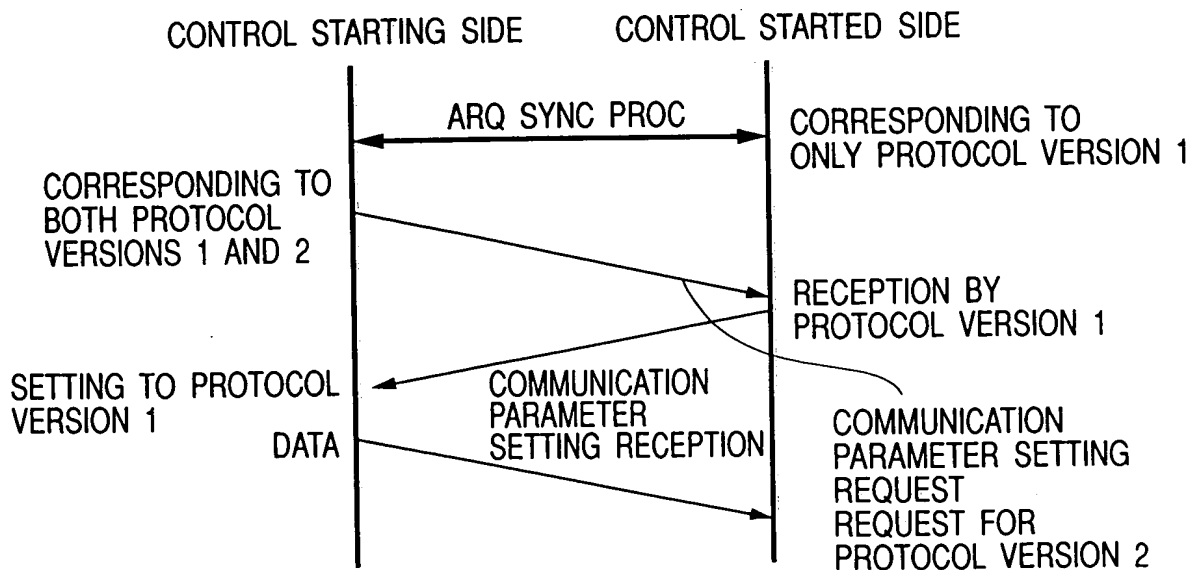 CONTROL STARTING SIDE
CONTROL STARTED SIDE
ARQ SYNC PROC
CORRESPONDING TO
ONLY PROTOCOL VERSION 1
CORRESPONDING TO
BOTH PROTOCOL
VERSIONS 1 AND 2
RECEPTION BY
PROTOCOL VERSION 1
SETTING TO PROTOCOL
VERSION 1
COMMUNICATION
PARAMETER
SETTING RECEPTION
DATA
COMMUNICATION
PARAMETER SETTING
REQUEST
REQUEST FOR
PROTOCOL VERSION 2